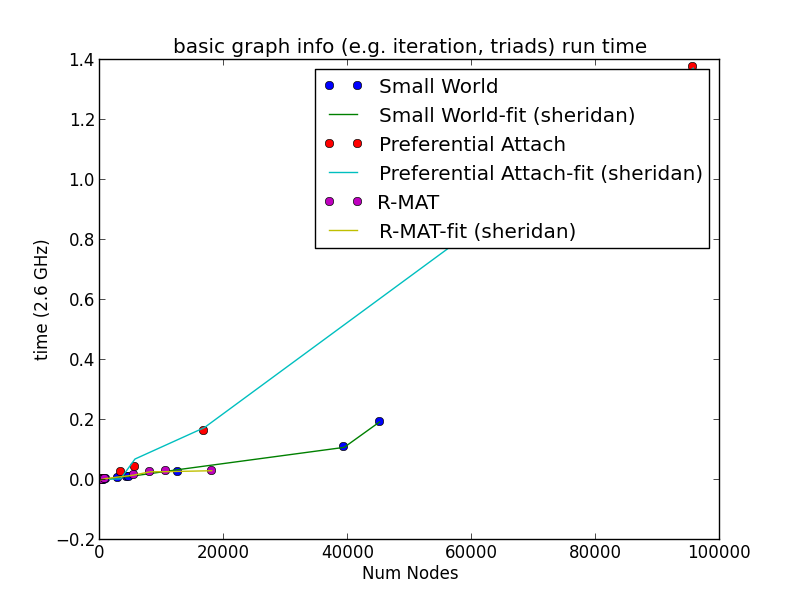 basic graph info (e.g. iteration, triads) run time
1.4
1.2
1.0
0.8
0.6
0.4
0.2
0.0
−0.2
time (2.6 GHz)
Small World
Small World-fit (sheridan)
Preferential Attach
Preferential Attach-fit (sheridan)
R-MAT
R-MAT-fit (sheridan)
0 20000 40000 60000 80000 100000
Num Nodes